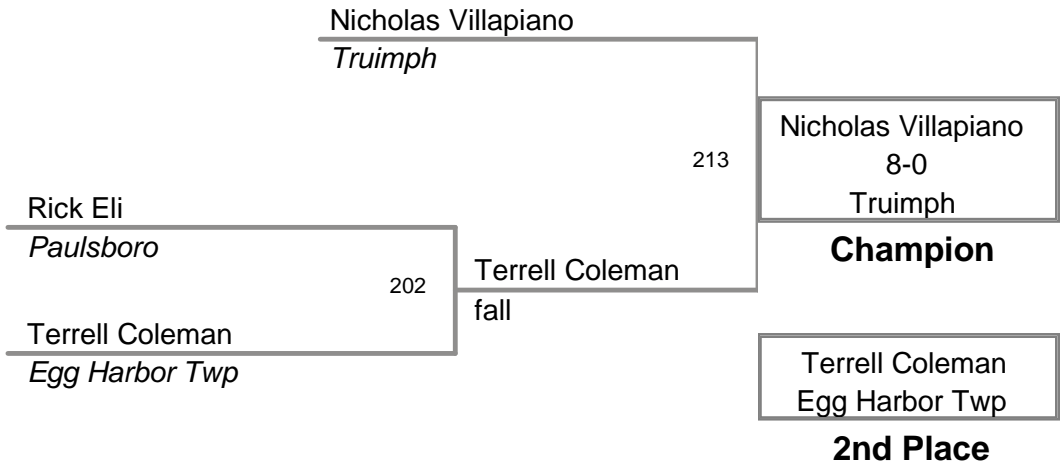 Nicholas Villapiano
Truimph
Nicholas Villapiano
8-0
Truimph
Champion
213
Rick Eli
Paulsboro
202
Terrell Coleman
fall
Terrell Coleman
Egg Harbor Twp
Terrell Coleman
Egg Harbor Twp
2nd Place